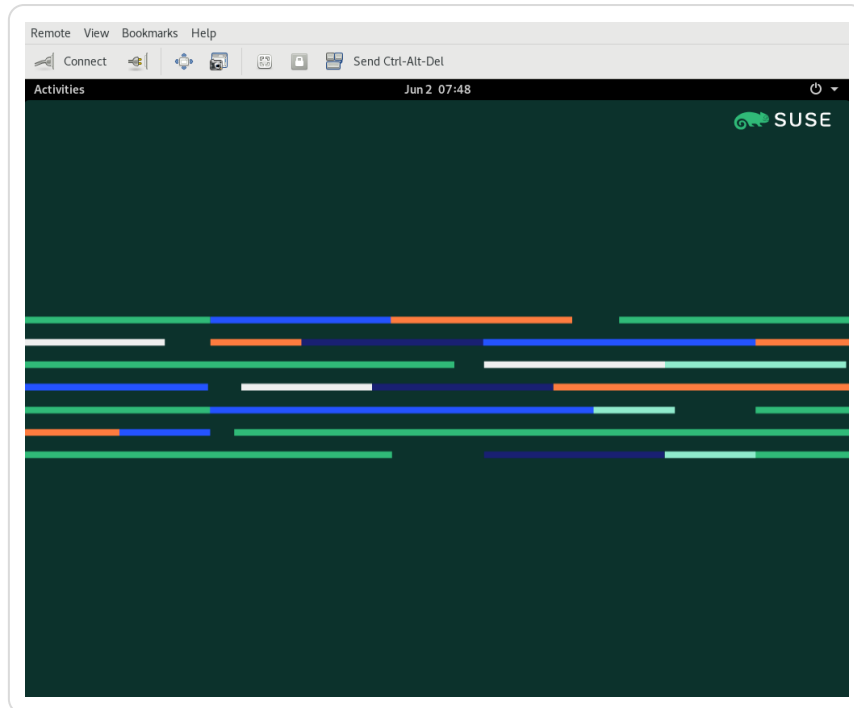 Remote View Bookmarks Help
Connect Send Ctrl-Alt-Del
Activities Jun 2 07:48
SUSE